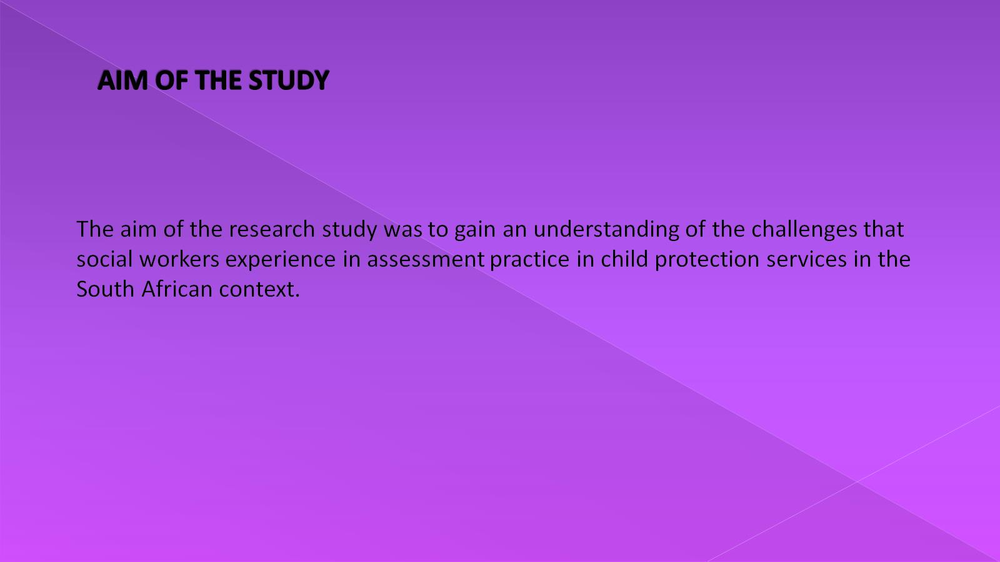 AIM OF THE STUDY
The aim of the research study was to gain an understanding of the challenges that
social workers experience in assessment practice in child protection services in the
South African context.